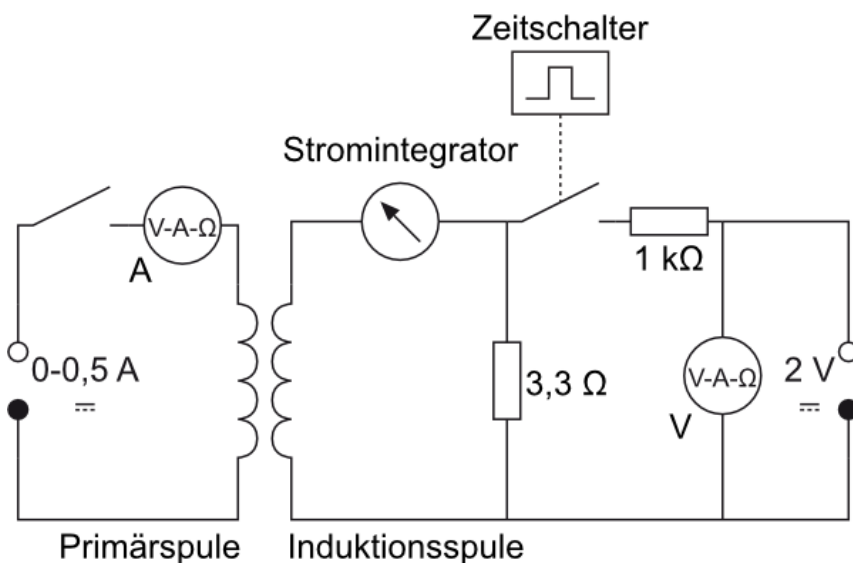 Zeitschalter
Stromintegrator
V-A-Ω
A
1 kΩ
0-0,5 A
3,3 Ω
V-A-Ω
V
2 V
Primärspule
Induktionsspule